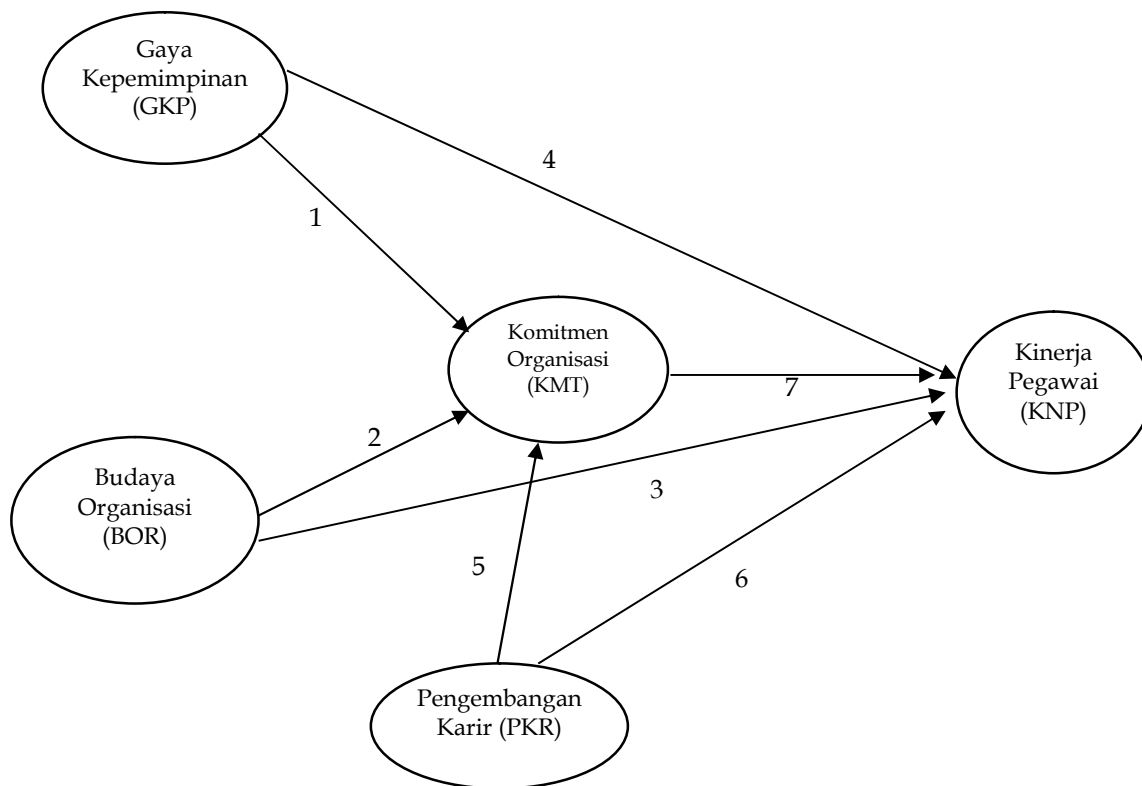 Gaya
Kepemimpinan
(GKP)
4
1
Komitmen
Organisasi
(KMT)
Kinerja
Pegawai
(KNP)
7
2
Budaya
Organisasi
(BOR)
3
5
6
Pengembangan
Karir (PKR)